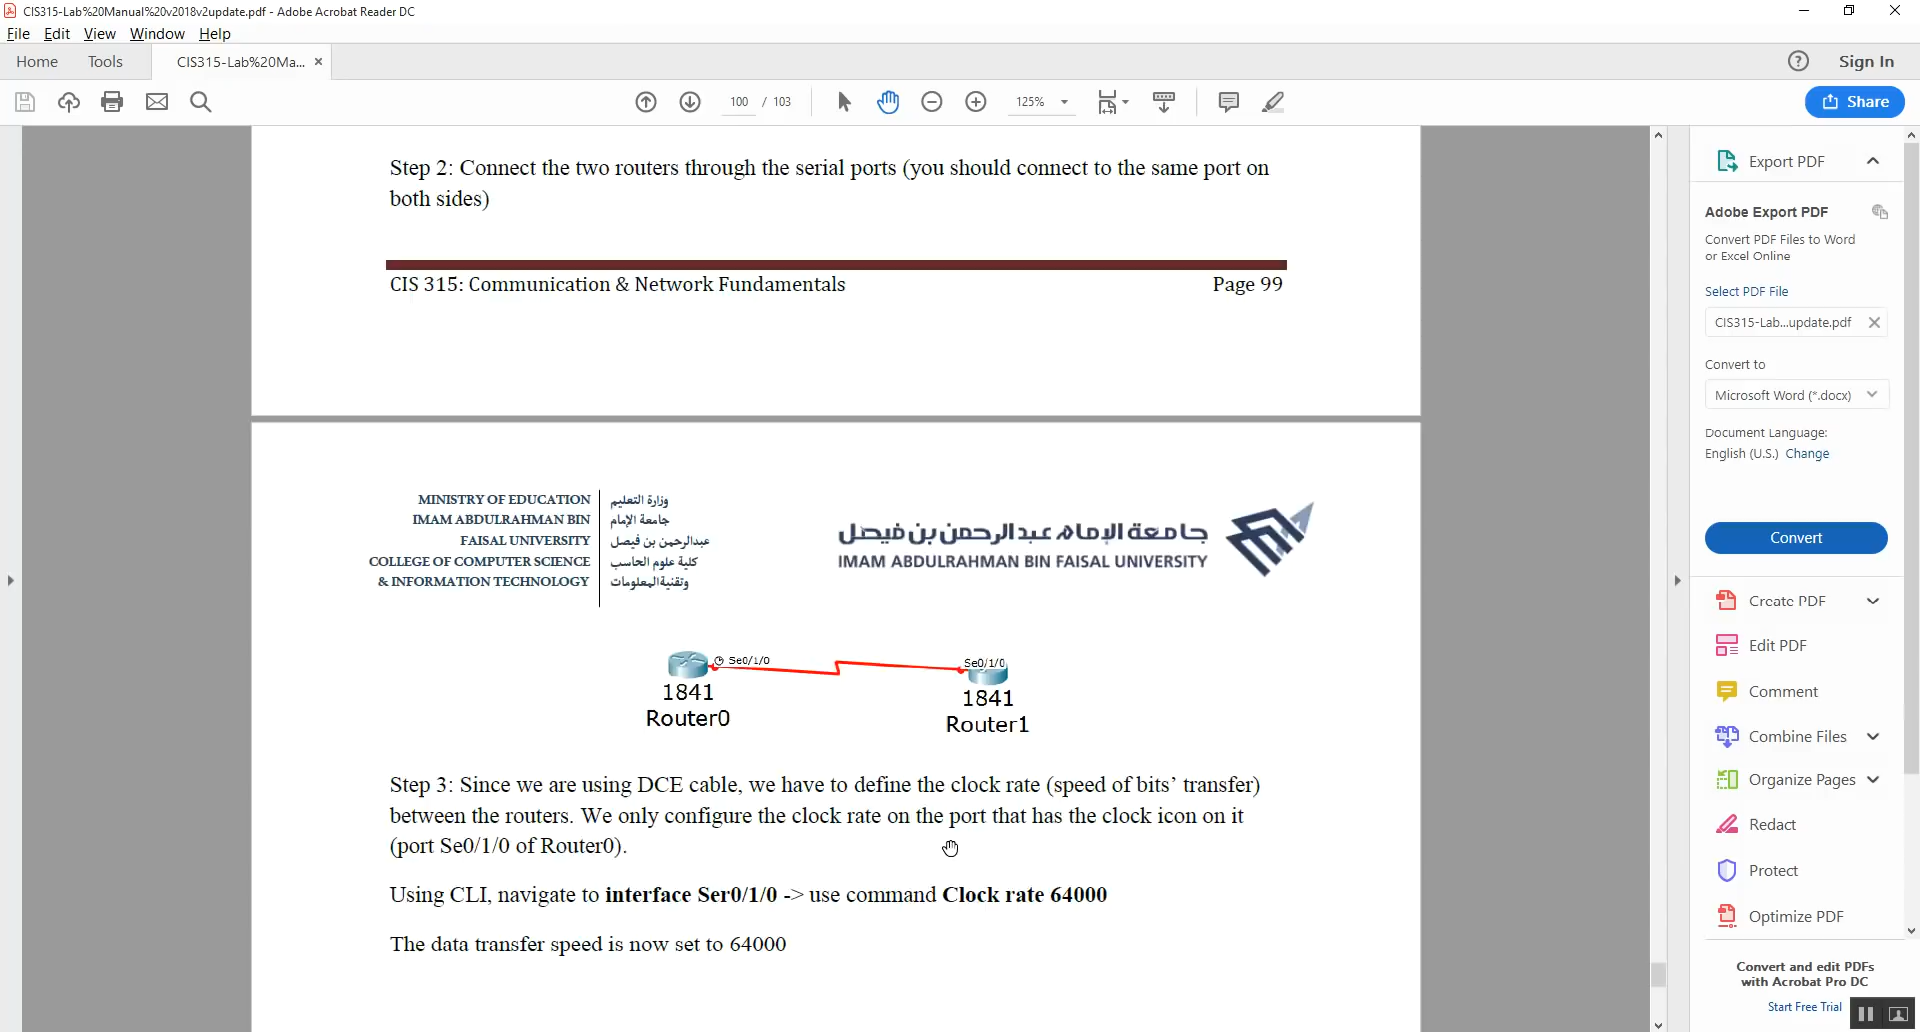 CIS315-Lab%20Manual%20v2018v2update.pdf - Adobe Acrobat Reader DC
File Edit View Window Help
Home Tools CIS315-Lab%20Ma... × ? Sign In
100 / 103 125% Share
Step 2: Connect the two routers through the serial ports (you should connect to the same port on
both sides)
CIS 315: Communication & Network Fundamentals Page 99
MINISTRY OF EDUCATION
IMAM ABDULRAHMAN BIN
FAISAL UNIVERSITY
COLLEGE OF COMPUTER SCIENCE
& INFORMATION TECHNOLOGY
وزارة التعليم
جامعة الإمام
عبدالرحمن بن فيصل
كلية علوم الحاسب
وتقنية المعلومات
جامعة الإمام عبد الرحمن بن فيصل
IMAM ABDULRAHMAN BIN FAISAL UNIVERSITY
Se0/1/0 Se0/1/0
1841 1841
Router0 Router1
Step 3: Since we are using DCE cable, we have to define the clock rate (speed of bits’ transfer)
between the routers. We only configure the clock rate on the port that has the clock icon on it
(port Se0/1/0 of Router0).
Using CLI, navigate to interface Ser0/1/0 -> use command Clock rate 64000
The data transfer speed is now set to 64000
Export PDF
Adobe Export PDF
Convert PDF Files to Word
or Excel Online
Select PDF File
CIS315-Lab...update.pdf
Convert to
Microsoft Word (*.docx)
Document Language:
English (U.S.) Change
Convert
Create PDF
Edit PDF
Comment
Combine Files
Organize Pages
Redact
Protect
Optimize PDF
Convert and edit PDFs
with Acrobat Pro DC
Start Free Trial